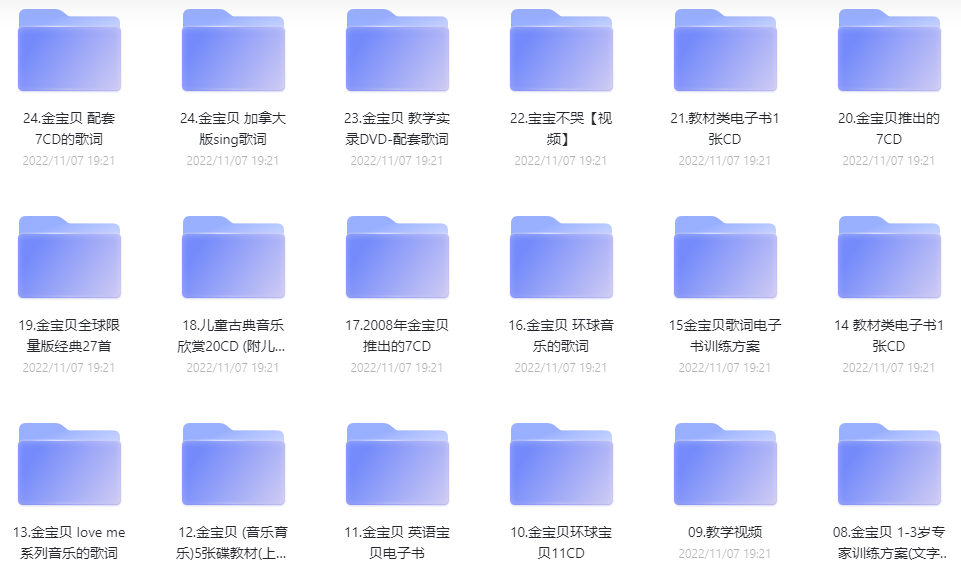 24.金宝贝 配套
7CD的歌词
2022/11/07 19:21
24.金宝贝 加拿大
版sing歌词
2022/11/07 19:21
23.金宝贝 教学实
录DVD-配套歌词
2022/11/07 19:21
22.宝宝不哭【视
频】
2022/11/07 19:21
21.教材类电子书1
张CD
2022/11/07 19:21
20.金宝贝推出的
7CD
2022/11/07 19:21
19.金宝贝全球限
量版经典27首
2022/11/07 19:21
18.儿童古典音乐
欣赏20CD (附儿...
2022/11/07 19:21
17.2008年金宝贝
推出的7CD
2022/11/07 19:21
16.金宝贝 环球音
乐的歌词
2022/11/07 19:21
15金宝贝歌词电子
书训练方案
2022/11/07 19:21
14 教材类电子书1
张CD
2022/11/07 19:21
13.金宝贝 love me
系列音乐的歌词
12.金宝贝 (音乐育
乐)5张碟教材(上...
11.金宝贝 英语宝
贝电子书
10.金宝贝环球宝
贝11CD
09.教学视频
2022/11/07 19:21
08.金宝贝 1-3岁专
家训练方案(文字..